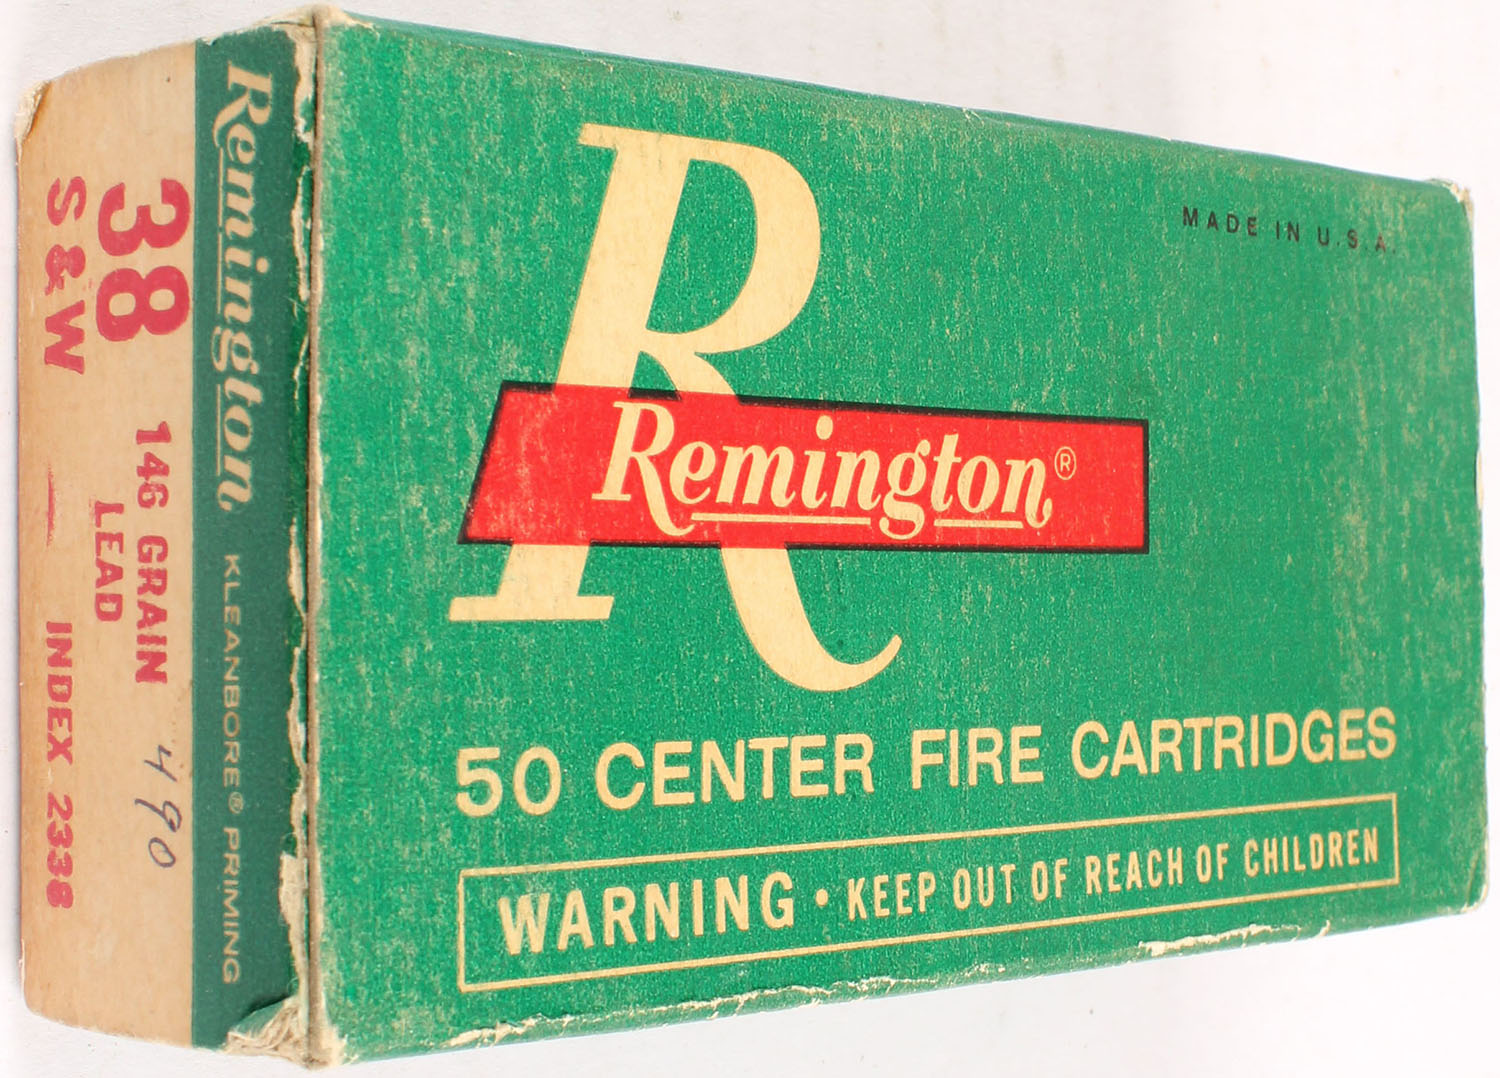 MADE IN U.S.A.
R
Remington®
50 CENTER FIRE CARTRIDGES
WARNING • KEEP OUT OF REACH OF CHILDREN
Remington KLEANBORE® PRIMING
38
S & W
146 GRAIN
LEAD
INDEX 2338
490